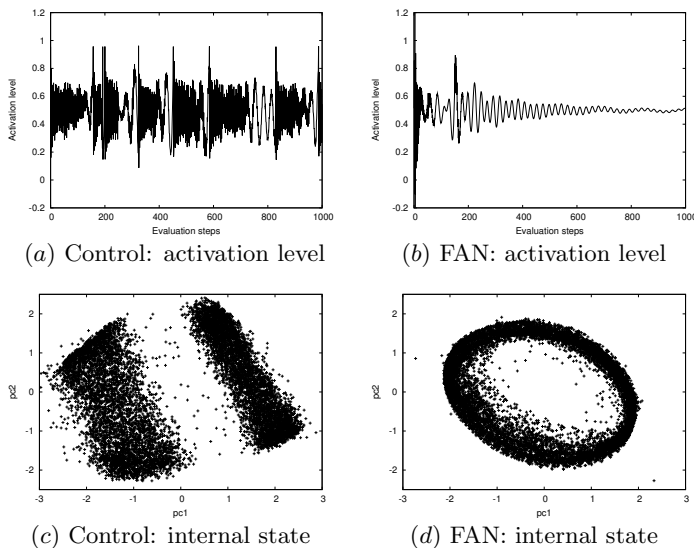 1.2
1
0.8
0.6
0.4
0.2
0
-0.2
Activation level
0 200 400 600 800 1000
Evaluation steps
(a) Control: activation level
1.2
1
0.8
0.6
0.4
0.2
0
-0.2
Activation level
0 200 400 600 800 1000
Evaluation steps
(b) FAN: activation level
2
1
0
-1
-2
pc2
-3 -2 -1 0 1 2 3
pc1
(c) Control: internal state
2
1
0
-1
-2
pc2
-3 -2 -1 0 1 2 3
pc1
(d) FAN: internal state